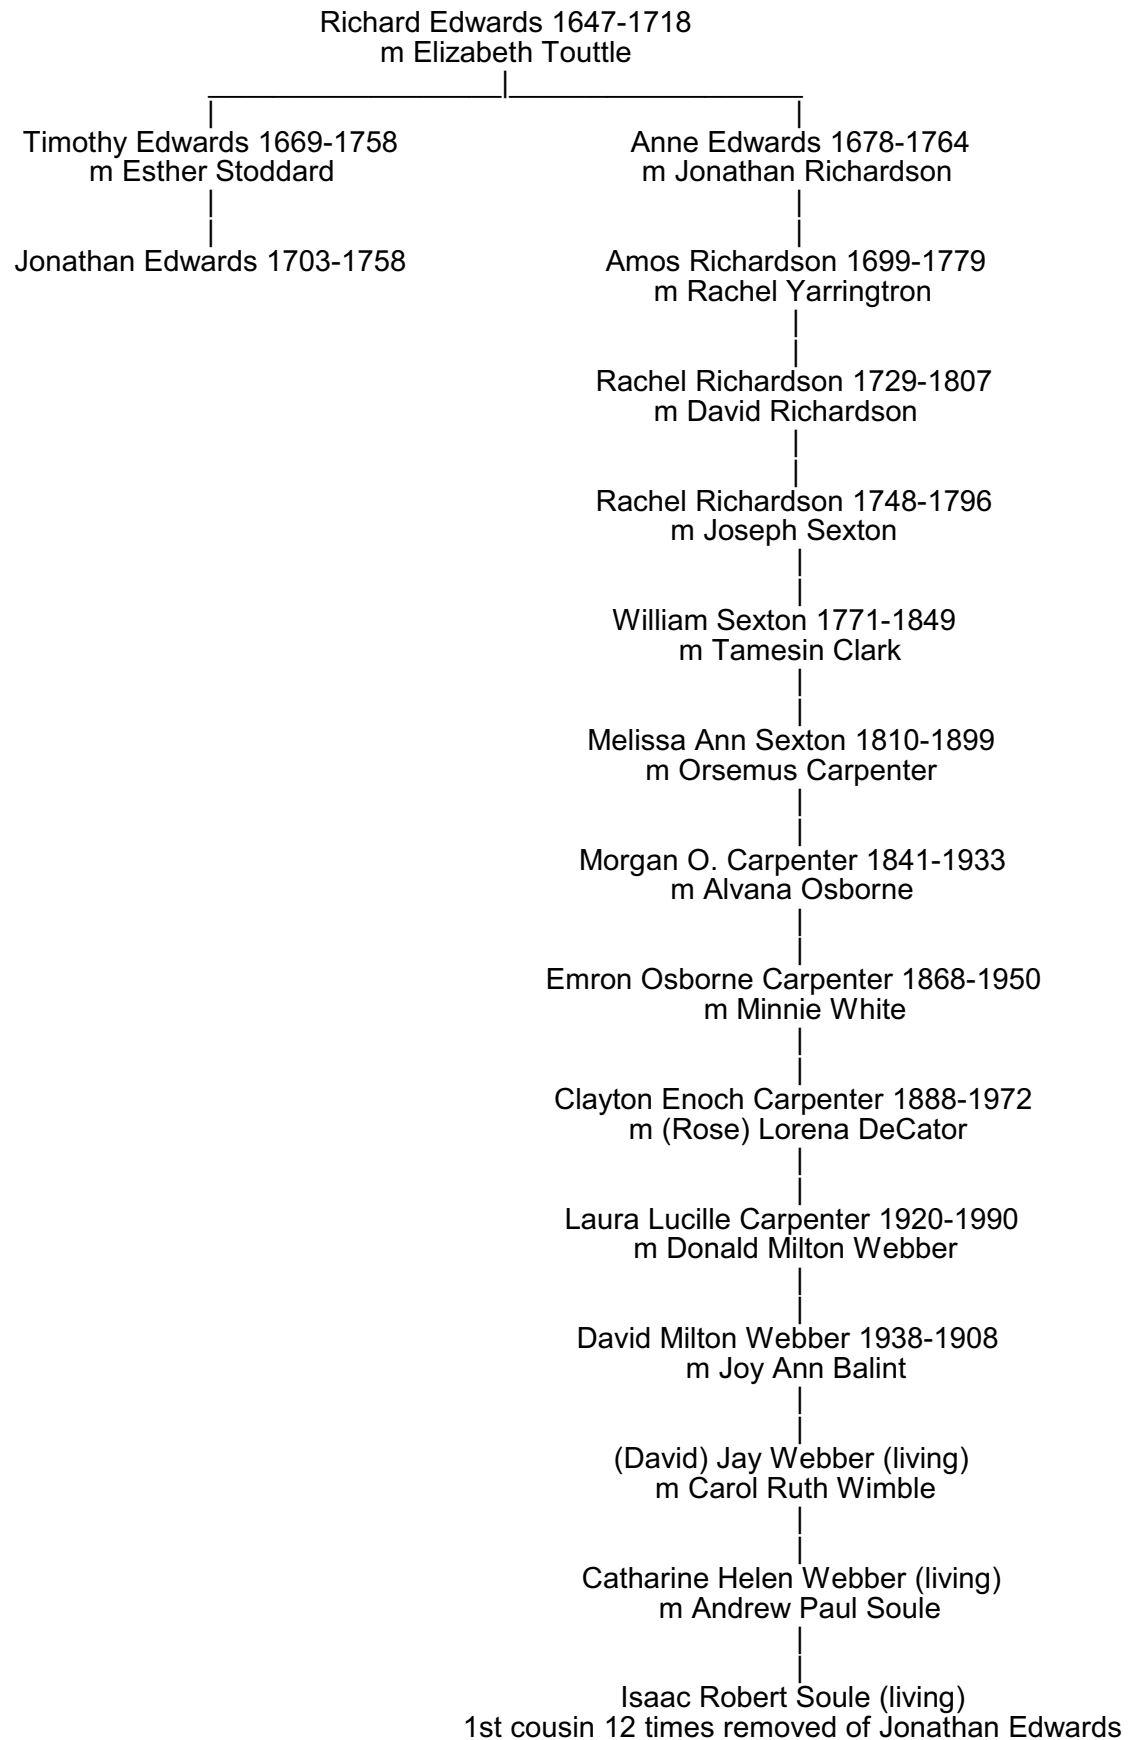 Richard Edwards 1647-1718
m Elizabeth Touttle
Timothy Edwards 1669-1758
m Esther Stoddard
Anne Edwards 1678-1764
m Jonathan Richardson
Jonathan Edwards 1703-1758
Amos Richardson 1699-1779
m Rachel Yarringtron
Rachel Richardson 1729-1807
m David Richardson
Rachel Richardson 1748-1796
m Joseph Sexton
William Sexton 1771-1849
m Tamesin Clark
Melissa Ann Sexton 1810-1899
m Orsemus Carpenter
Morgan O. Carpenter 1841-1933
m Alvana Osborne
Emron Osborne Carpenter 1868-1950
m Minnie White
Clayton Enoch Carpenter 1888-1972
m (Rose) Lorena DeCator
Laura Lucille Carpenter 1920-1990
m Donald Milton Webber
David Milton Webber 1938-1908
m Joy Ann Balint
(David) Jay Webber (living)
m Carol Ruth Wimble
Catharine Helen Webber (living)
m Andrew Paul Soule
Isaac Robert Soule (living)
1st cousin 12 times removed of Jonathan Edwards